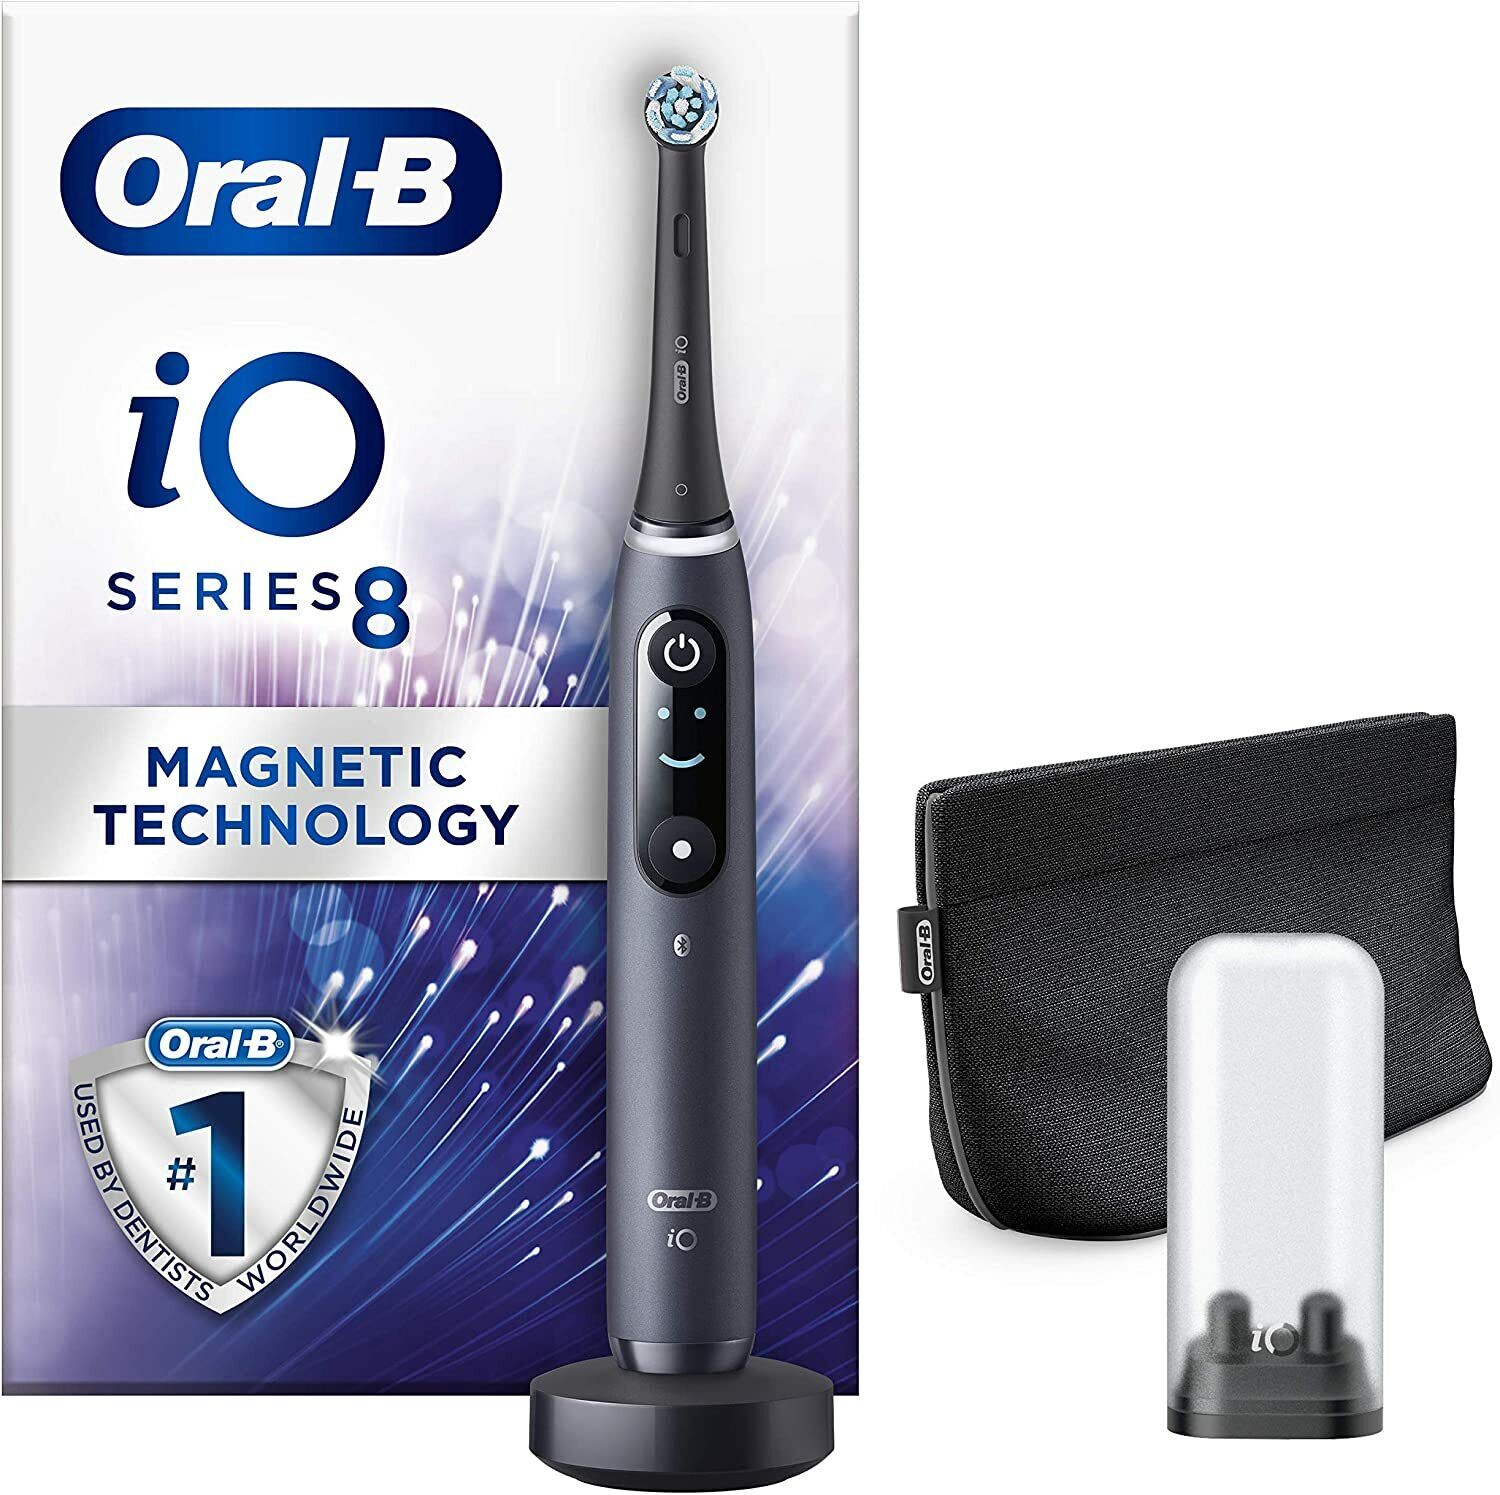 Oral-B
iO
SERIES 8
MAGNETIC
TECHNOLOGY
Oral-B®
#1
USED BY DENTISTS WORLDWIDE
Oral-B iO
Oral-B
iO
Oral-B
iO